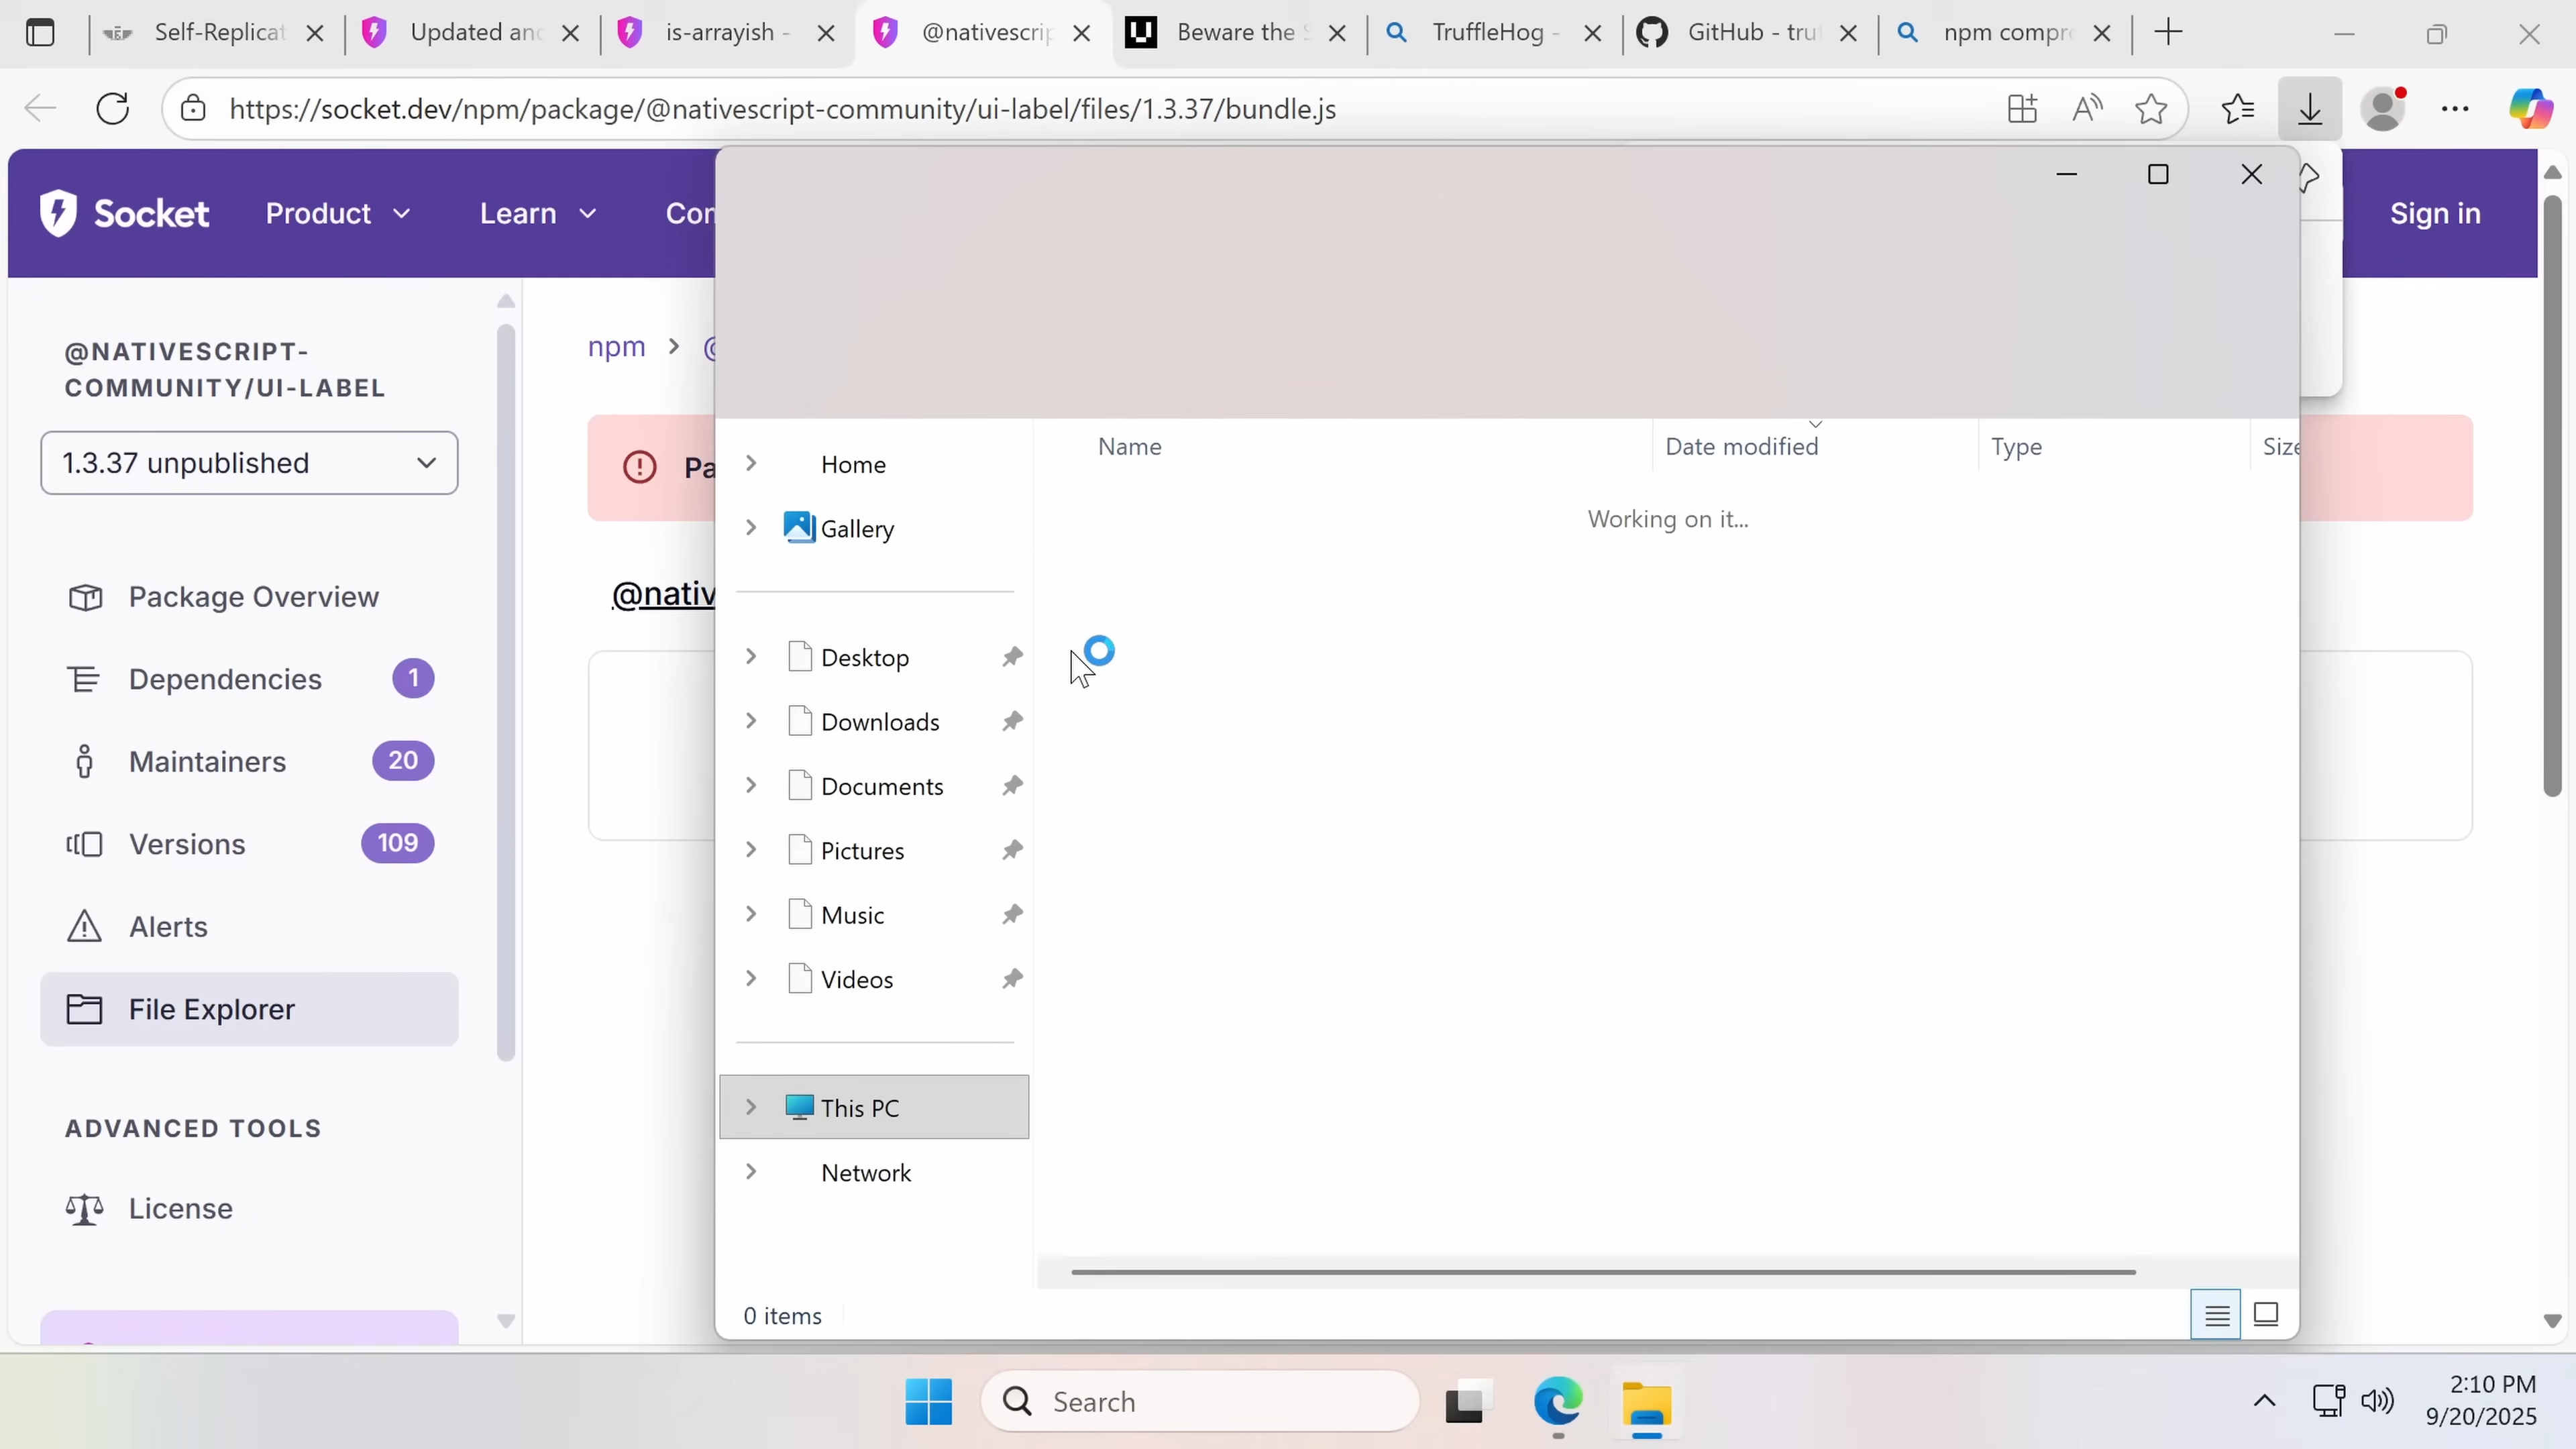 Self-Replicat
Updated and
is-arrayish -
@nativescrip
Beware the S
TruffleHog -
GitHub - tru
npm compr
https://socket.dev/npm/package/@nativescript-community/ui-label/files/1.3.37/bundle.js
Socket
Product
Learn
Con
Sign in
@NATIVESCRIPT-
COMMUNITY/UI-LABEL
1.3.37 unpublished
Package Overview
Dependencies 1
Maintainers 20
Versions 109
Alerts
File Explorer
ADVANCED TOOLS
License
npm > @
Pa
@nativ
Home
Gallery
Desktop
Downloads
Documents
Pictures
Music
Videos
This PC
Network
Name
Date modified
Type
Size
Working on it...
0 items
Search
2:10 PM
9/20/2025